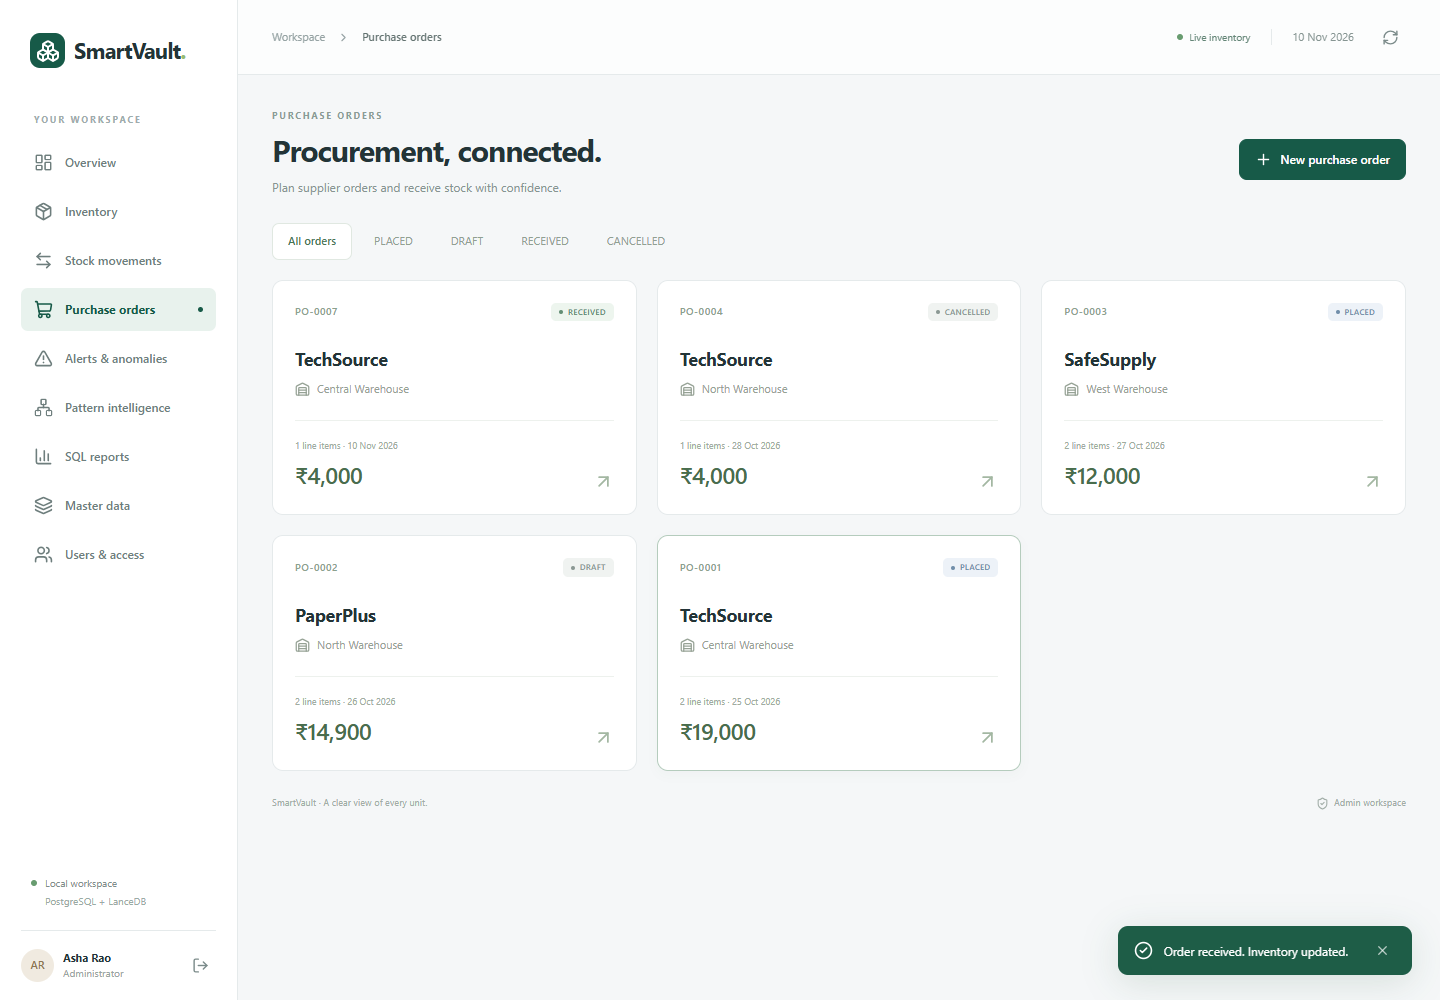 SmartVault.
YOUR WORKSPACE
Overview
Inventory
Stock movements
Purchase orders
Alerts & anomalies
Pattern intelligence
SQL reports
Master data
Users & access
Local workspace
PostgreSQL + LanceDB
AR
Asha Rao
Administrator
Workspace > Purchase orders
Live inventory
10 Nov 2026
PURCHASE ORDERS
Procurement, connected.
Plan supplier orders and receive stock with confidence.
+ New purchase order
All orders PLACED DRAFT RECEIVED CANCELLED
PO-0007 RECEIVED
TechSource
Central Warehouse
1 line items · 10 Nov 2026
₹4,000
PO-0004 CANCELLED
TechSource
North Warehouse
1 line items · 28 Oct 2026
₹4,000
PO-0003 PLACED
SafeSupply
West Warehouse
2 line items · 27 Oct 2026
₹12,000
PO-0002 DRAFT
PaperPlus
North Warehouse
2 line items · 26 Oct 2026
₹14,900
PO-0001 PLACED
TechSource
Central Warehouse
2 line items · 25 Oct 2026
₹19,000
SmartVault · A clear view of every unit.
Admin workspace
Order received. Inventory updated.